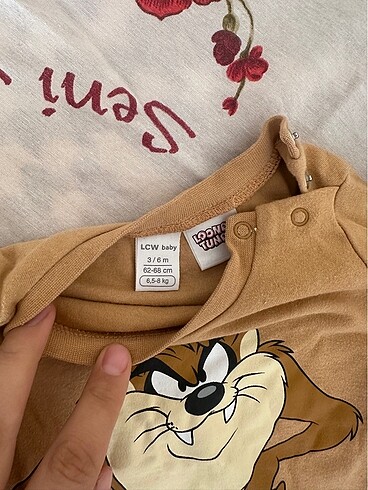 Seni
LCW baby
3 / 6 m
62-68 cm
6,5-8 kg
LOONEY
TUNES